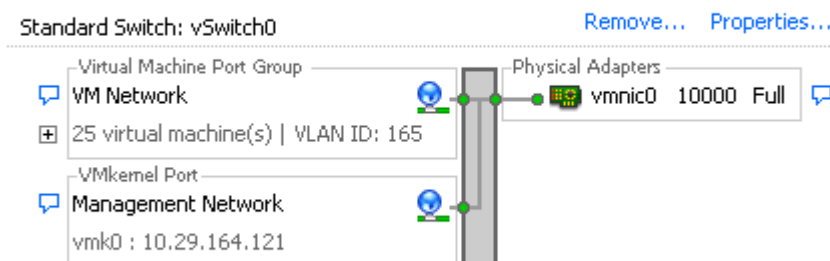 Standard Switch: vSwitch0 Remove... Properties...
Virtual Machine Port Group
VM Network
25 virtual machine(s) | VLAN ID: 165
Physical Adapters
vmnic0 10000 Full
VMkernel Port
Management Network
vmk0 : 10.29.164.121